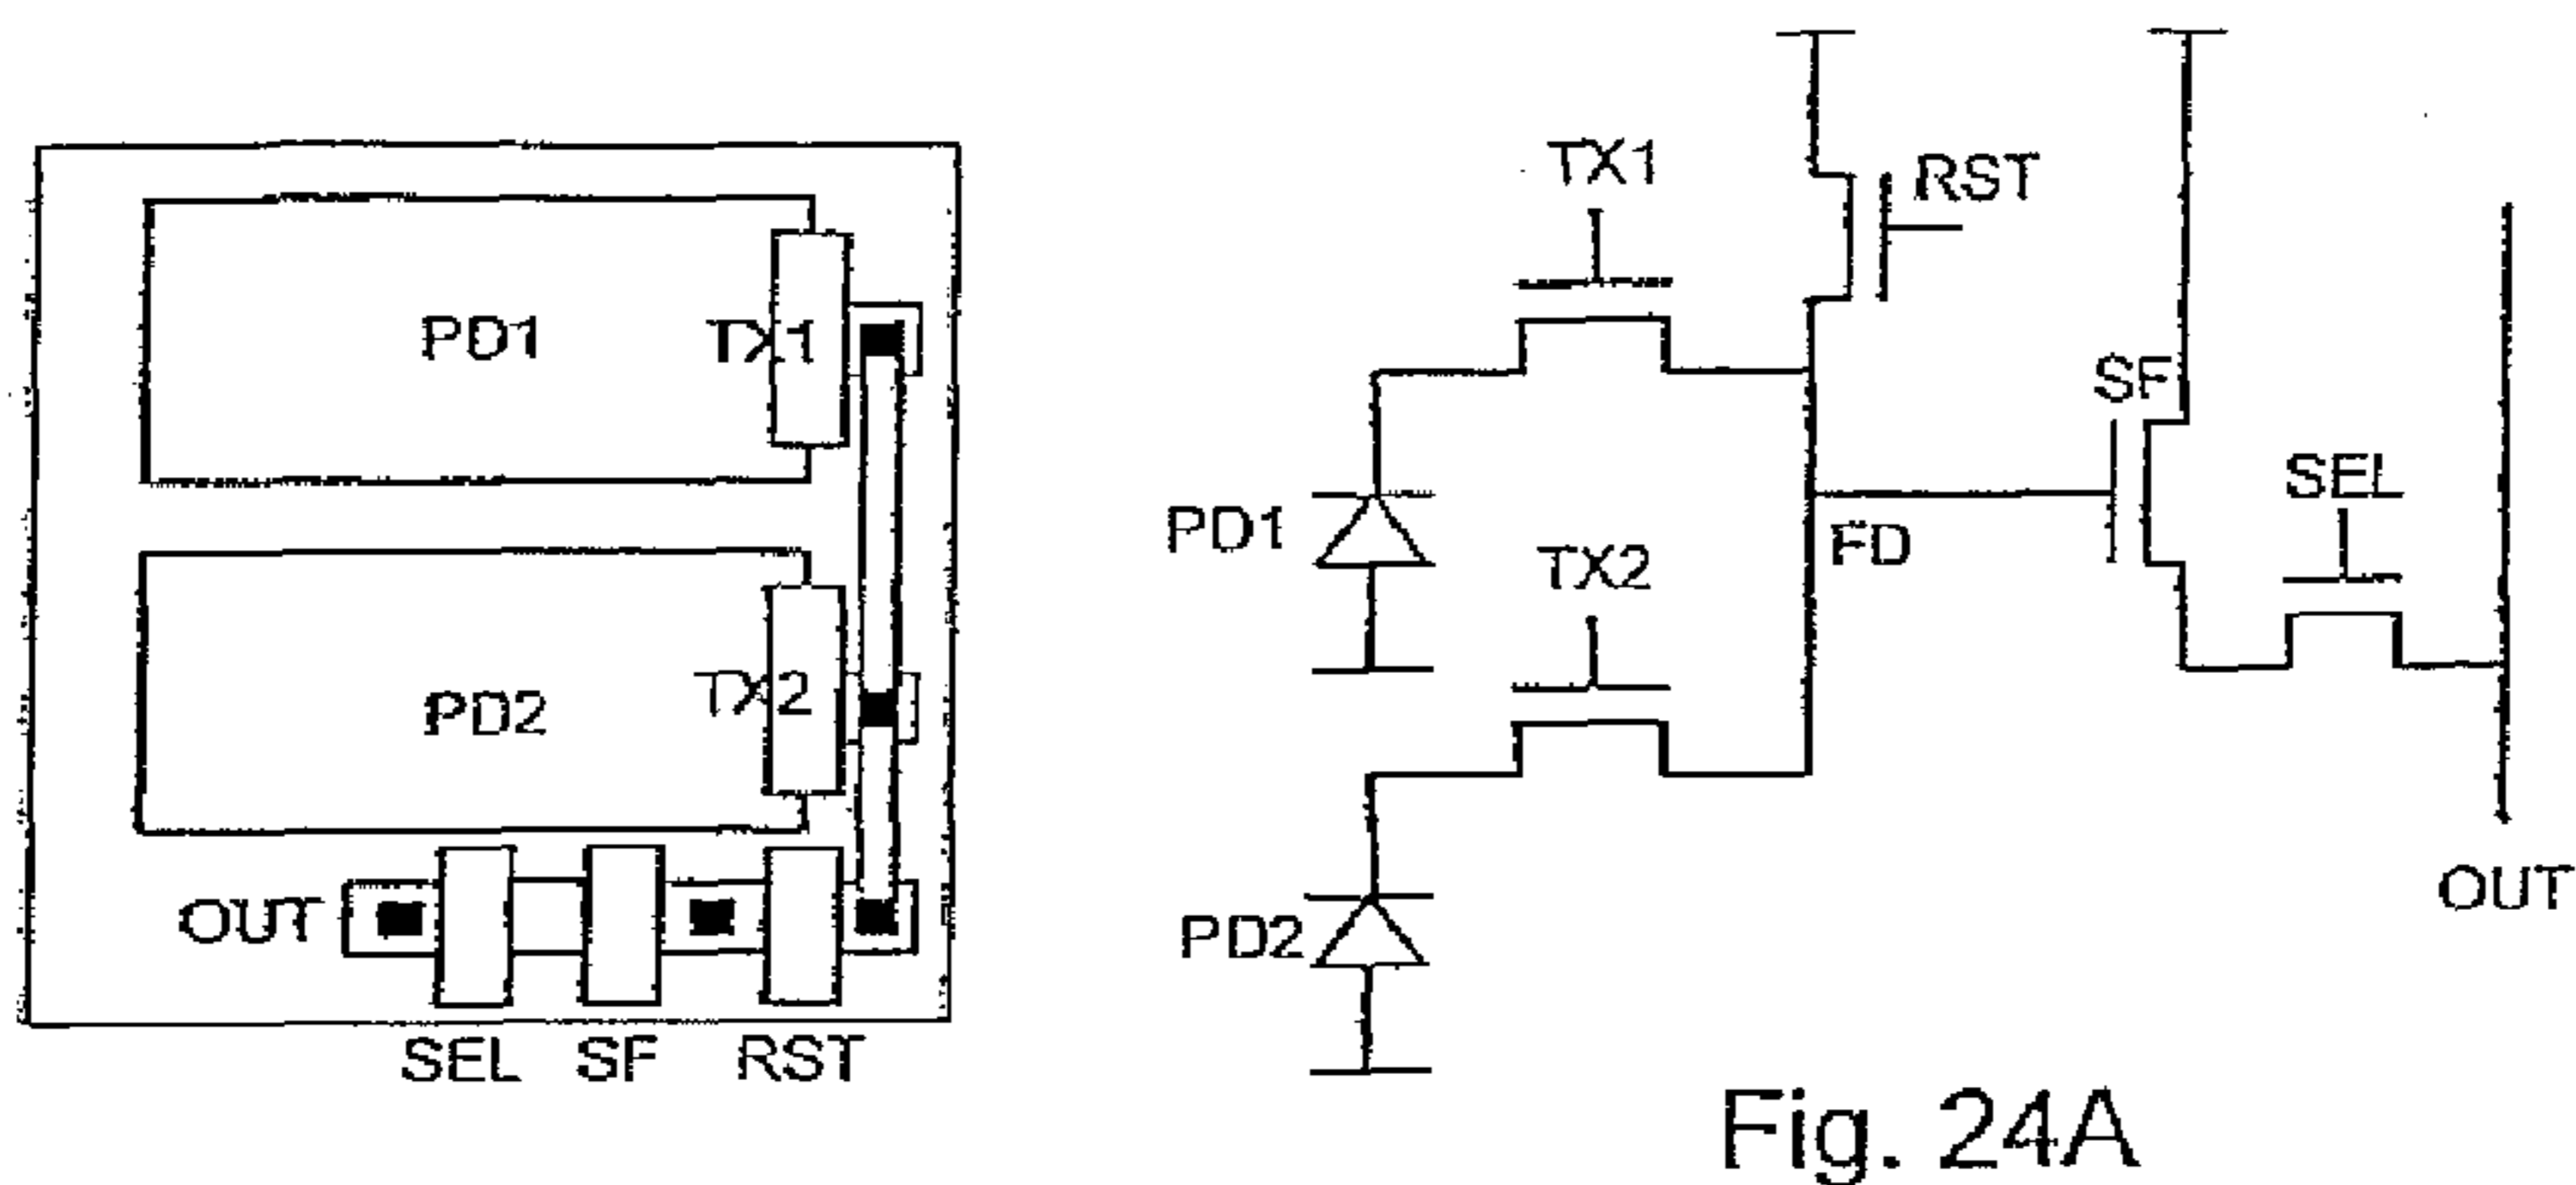 PD1
TX1
PD2
TX2
OUT
SEL SF RST
TX1
RST
SF
SEL
PD1
FD
TX2
OUT
PD2
Fig. 24A